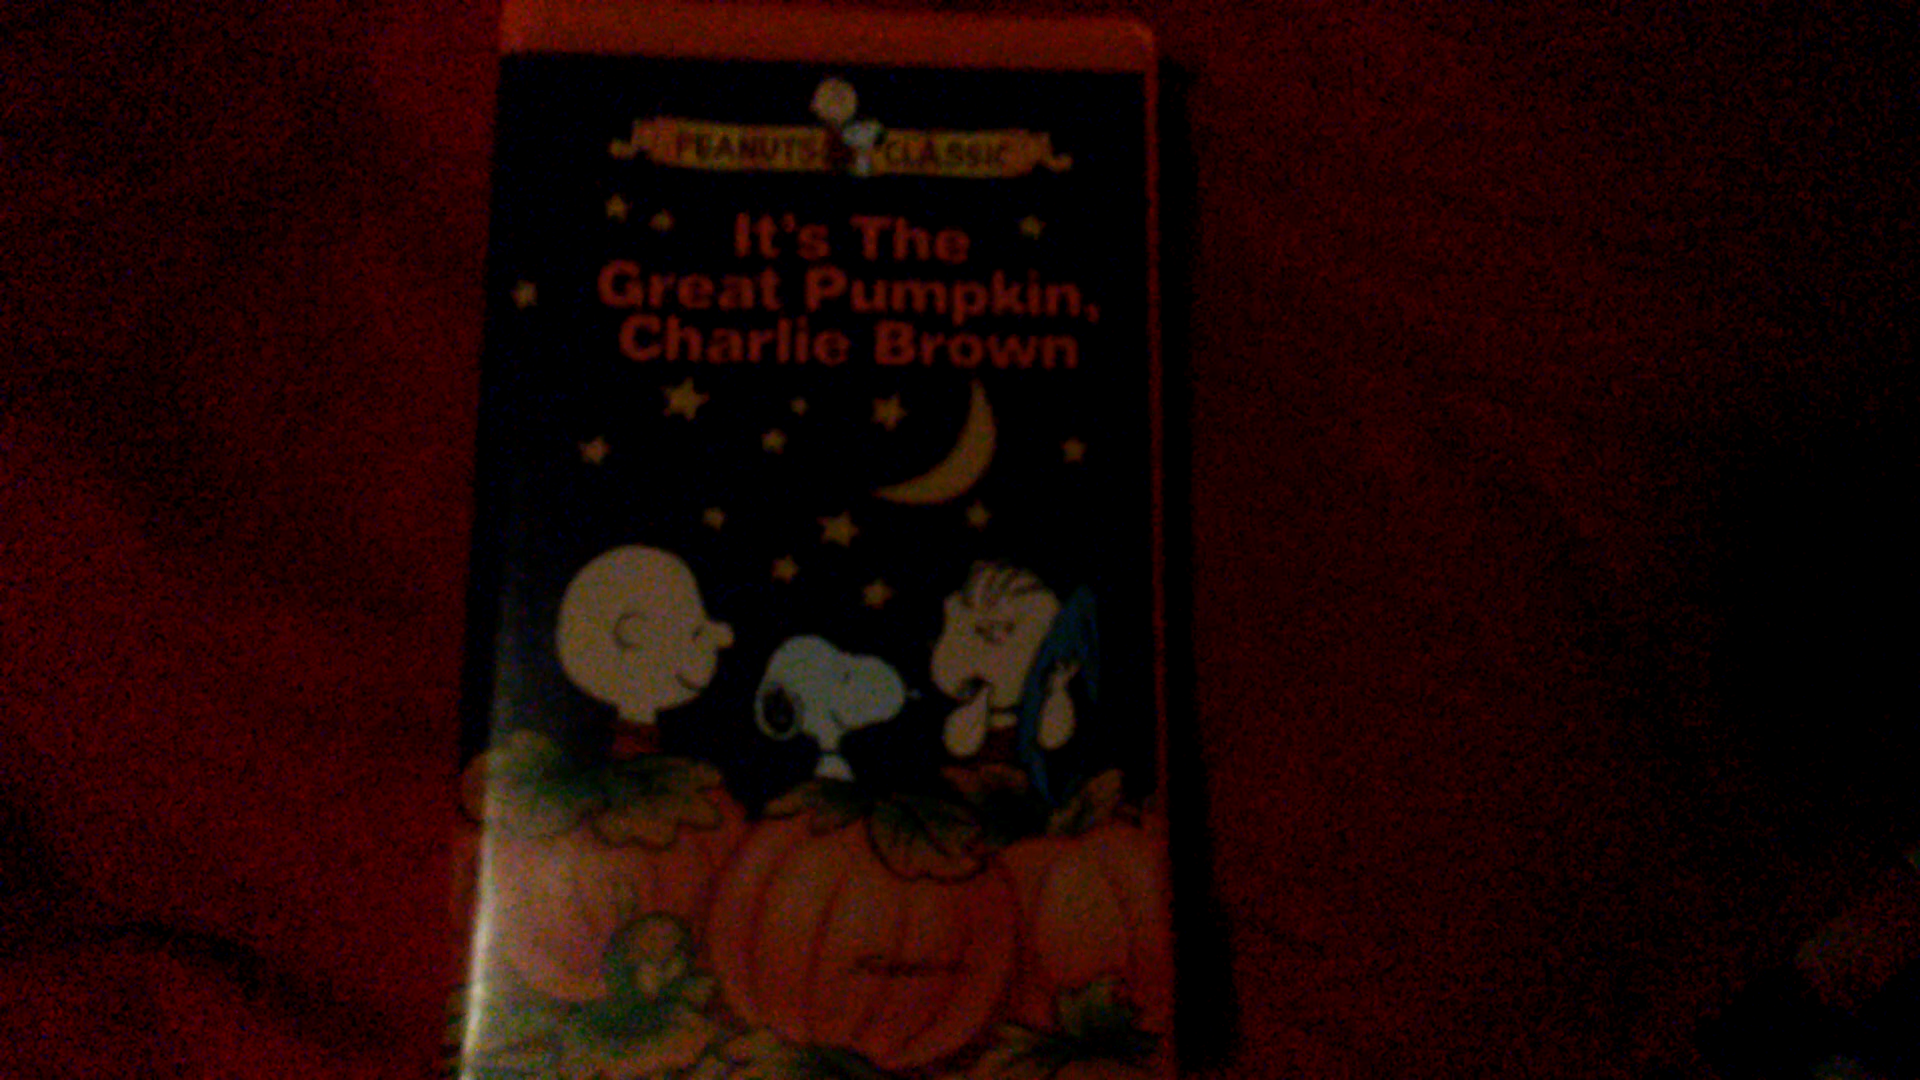 PEANUTS CLASSIC
It's The
Great Pumpkin,
Charlie Brown